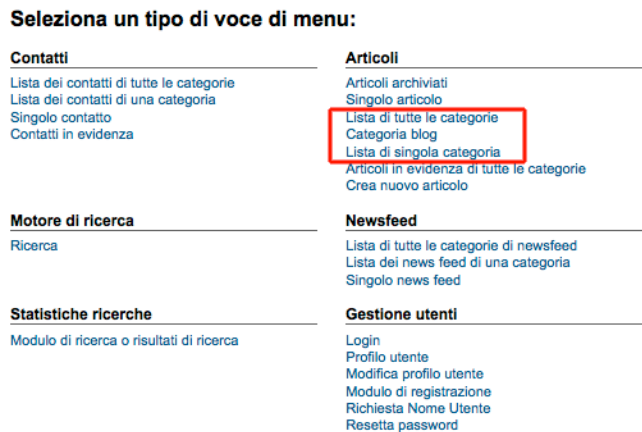 Seleziona un tipo di voce di menu:
Contatti
Lista dei contatti di tutte le categorie
Lista dei contatti di una categoria
Singolo contatto
Contatti in evidenza
Articoli
Articoli archiviati
Singolo articolo
Lista di tutte le categorie
Categoria blog
Lista di singola categoria
Articoli in evidenza di tutte le categorie
Crea nuovo articolo
Motore di ricerca
Ricerca
Newsfeed
Lista di tutte le categorie di newsfeed
Lista dei news feed di una categoria
Singolo news feed
Statistiche ricerche
Modulo di ricerca o risultati di ricerca
Gestione utenti
Login
Profilo utente
Modifica profilo utente
Modulo di registrazione
Richiesta Nome Utente
Resetta password